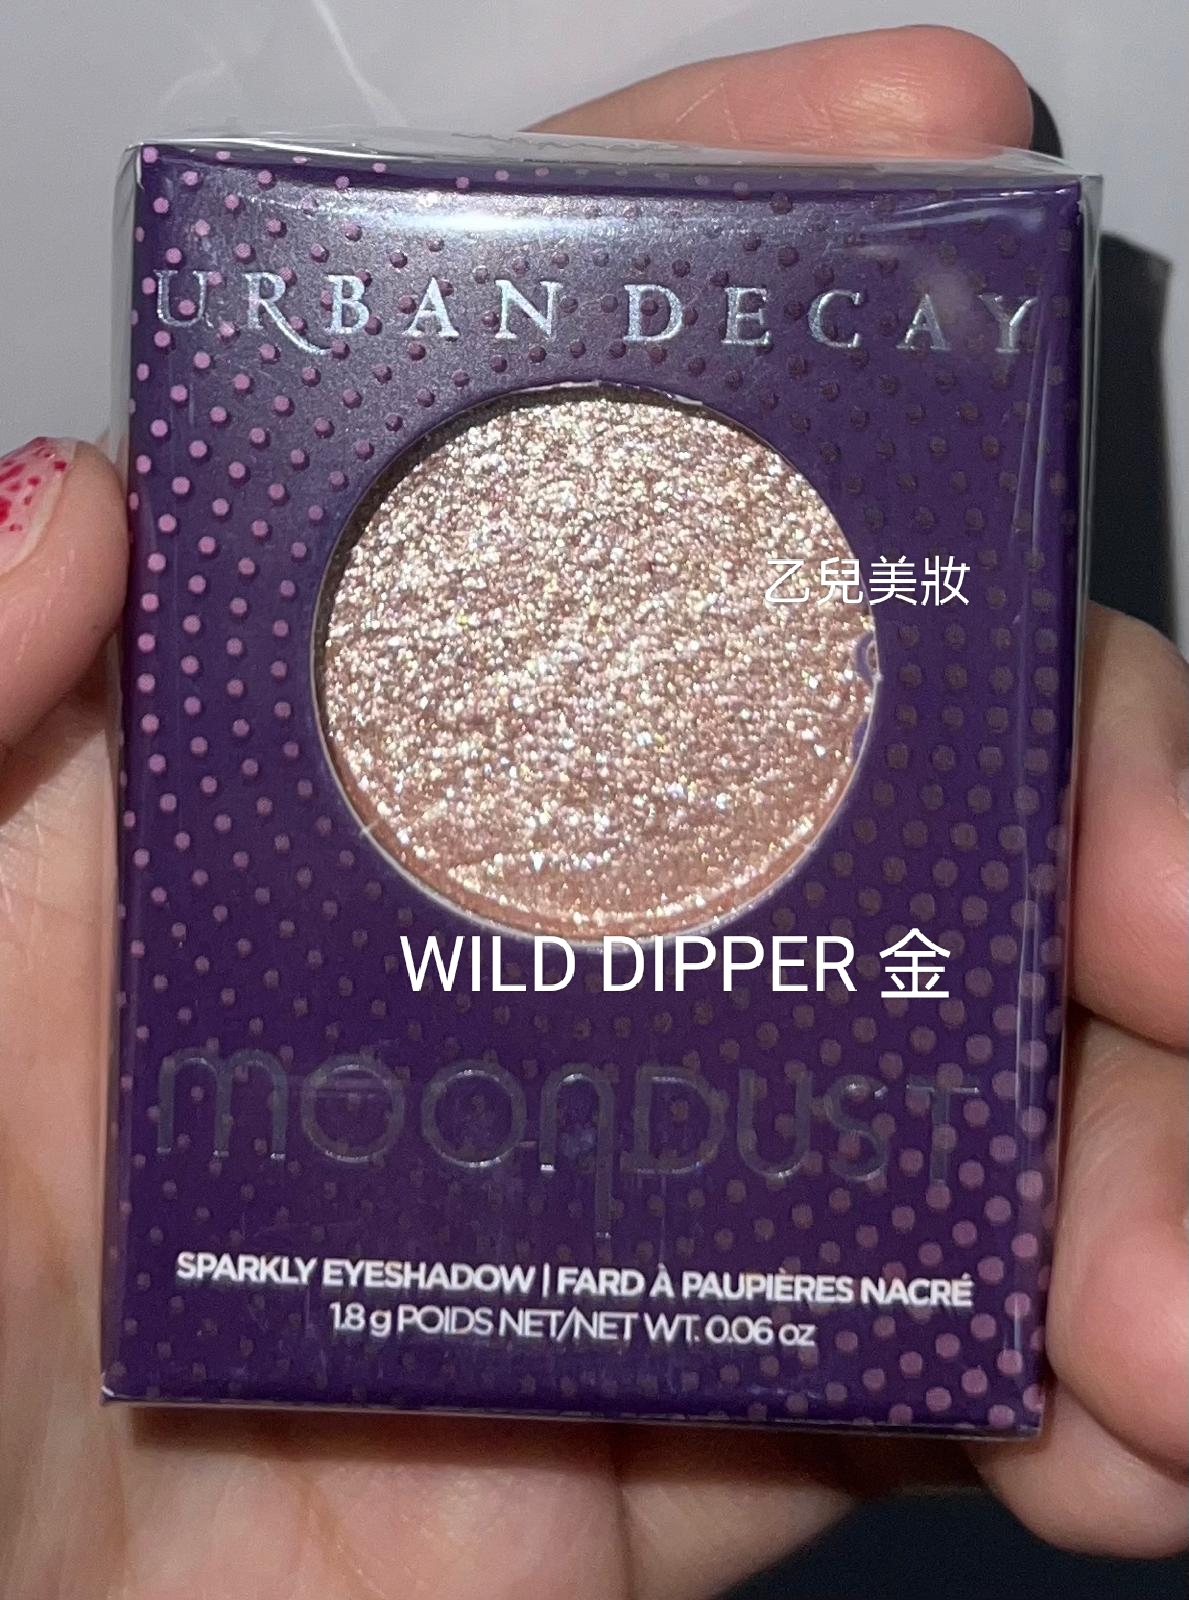 URBAN DECAY
乙兒美妝
WILD DIPPER 金
MOONDUST
SPARKLY EYESHADOW | FARD À PAUPIÈRES NACRÉ
1.8 g POIDS NET/NET WT. 0.06 oz